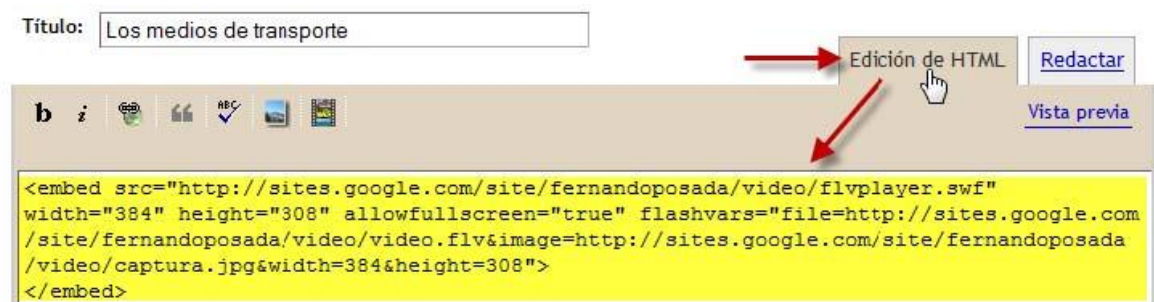 Título: Los medios de transporte
Edición de HTML Redactar
b i ABC Vista previa
<embed src="http://sites.google.com/site/fernandoposada/video/flvplayer.swf"
width="384" height="308" allowfullscreen="true" flashvars="file=http://sites.google.com
/site/fernandoposada/video/video.flv&image=http://sites.google.com/site/fernandoposada
/video/captura.jpg&width=384&height=308">
</embed>